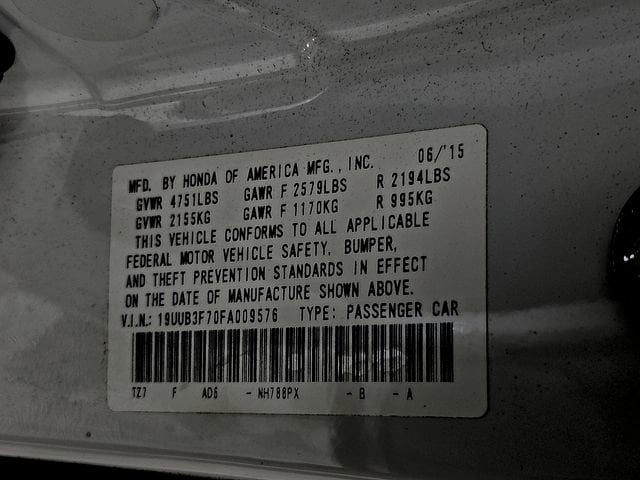 MFD. BY HONDA OF AMERICA MFG., INC. 06/'15
GVWR 4751LBS GAWR F 2579LBS R 2194LBS
GVWR 2155KG GAWR F 1170KG R 995KG
THIS VEHICLE CONFORMS TO ALL APPLICABLE
FEDERAL MOTOR VEHICLE SAFETY, BUMPER,
AND THEFT PREVENTION STANDARDS IN EFFECT
ON THE DATE OF MANUFACTURE SHOWN ABOVE.
V.I.N.: 19UUB3F70FA009576 TYPE: PASSENGER CAR
TZ7 F AD6 - NH788PX - B - A